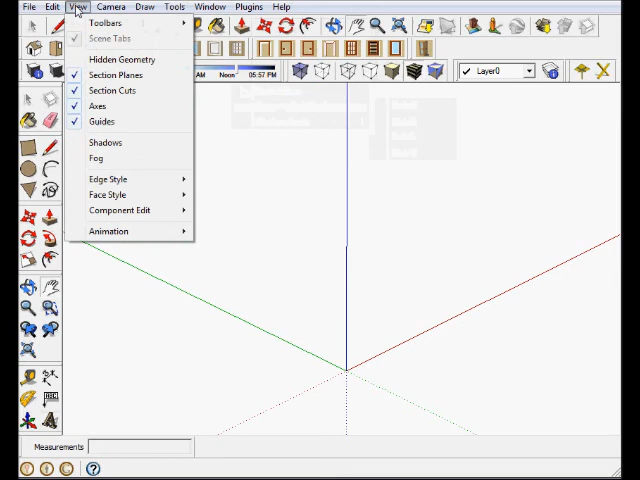 File Edit View Camera Draw Tools Window Plugins Help
Toolbars
Scene Tabs
Hidden Geometry
Section Planes
AM Noon 05:57 PM
Layer0
Section Cuts
Axes
Guides
Shadows
Fog
Edge Style
Face Style
Component Edit
Animation
ABC
Measurements